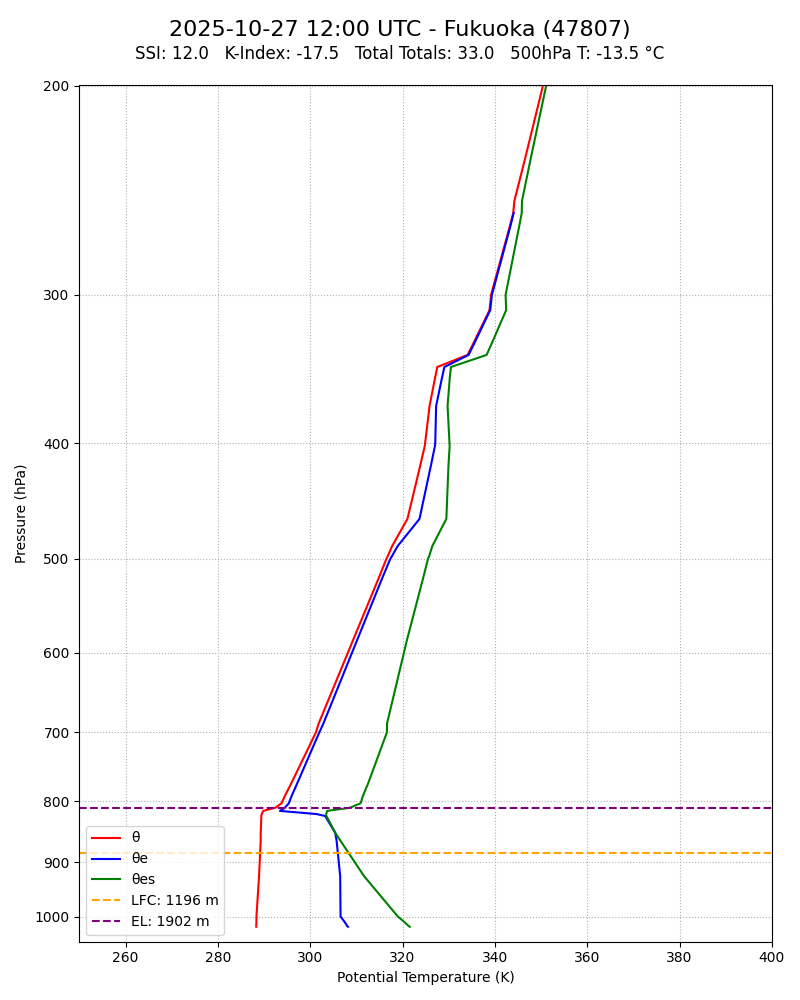 2025-10-27 12:00 UTC - Fukuoka (47807)
SSI: 12.0   K-Index: -17.5   Total Totals: 33.0   500hPa T: -13.5 °C
200
300
400
500
600
700
800
900
1000
Pressure (hPa)
θ
θe
θes
LFC: 1196 m
EL: 1902 m
260 280 300 320 340 360 380 400
Potential Temperature (K)